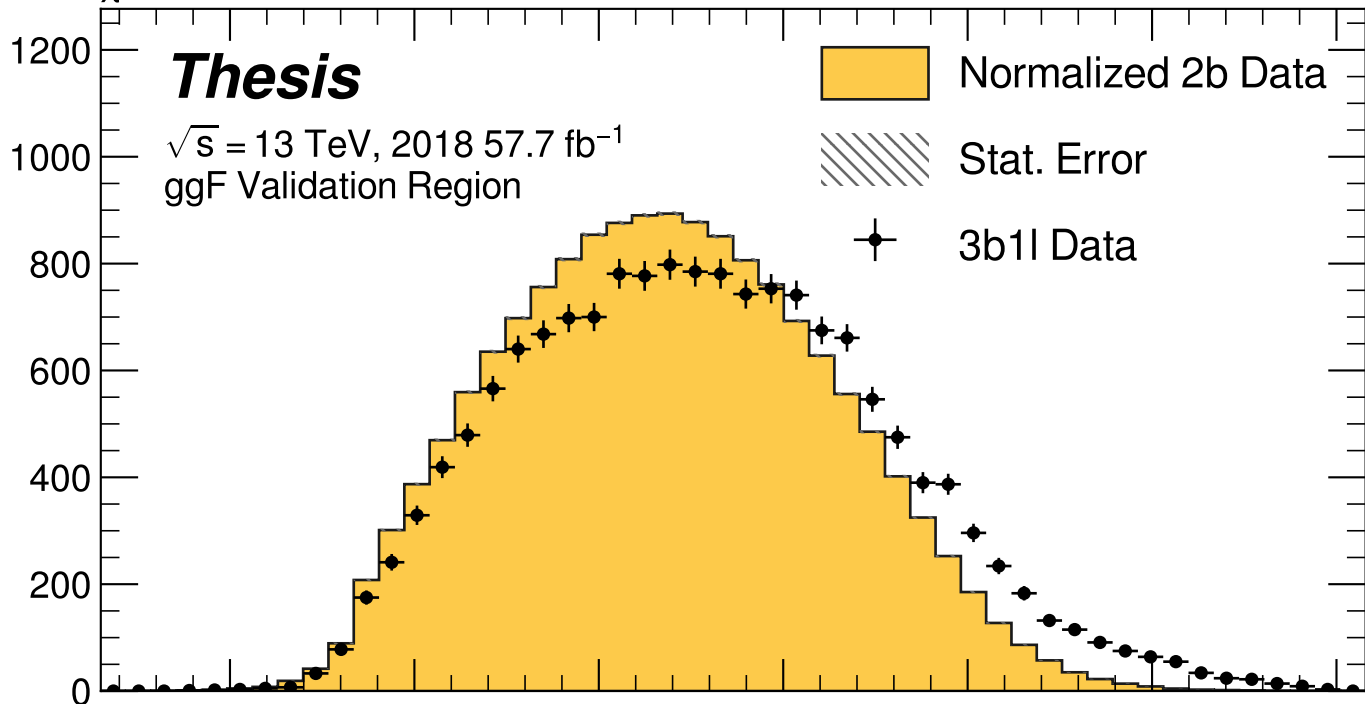 1200
1000
800
600
400
200
0
Thesis
√s = 13 TeV, 2018 57.7 fb⁻¹
ggF Validation Region
Normalized 2b Data
Stat. Error
3b1l Data